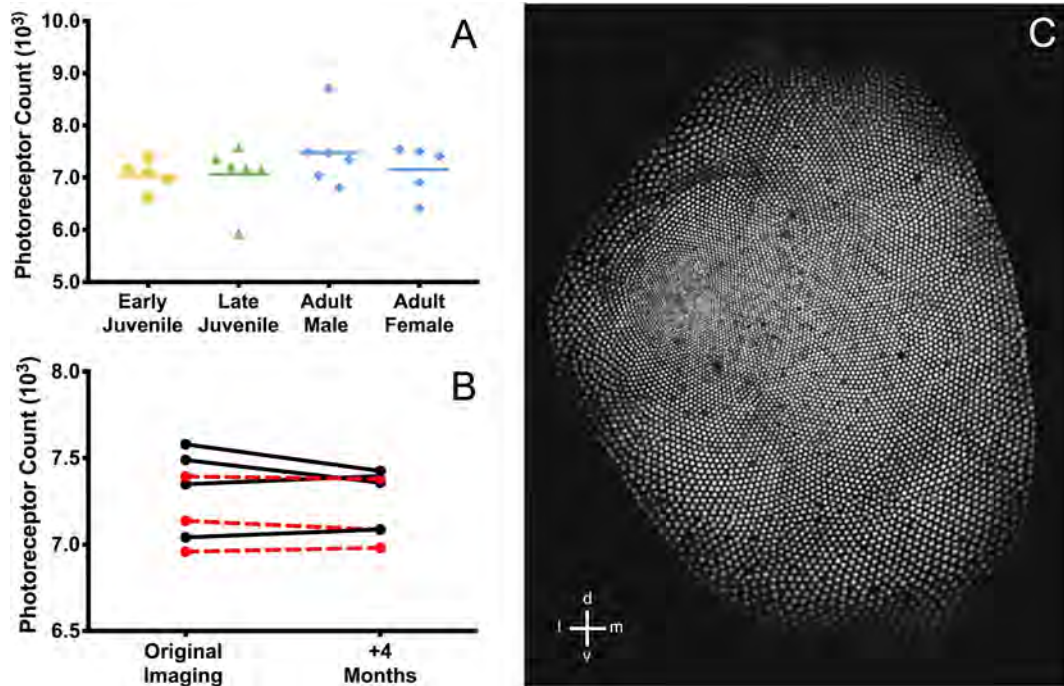 A
Photoreceptor Count (10³)
10.0
9.0
8.0
7.0
6.0
5.0
Early
Juvenile
Late
Juvenile
Adult
Male
Adult
Female
B
Photoreceptor Count (10³)
8.0
7.5
7.0
6.5
Original
Imaging
+4
Months
C
d
l
m
v